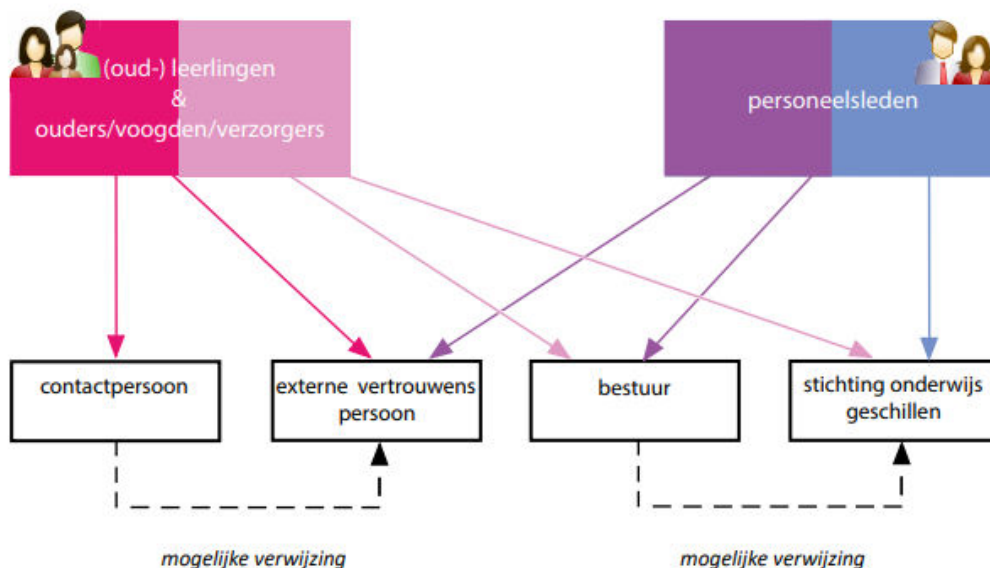 (oud-) leerlingen
&
ouders/voogden/verzorgers
personeelsleden
contactpersoon
externe vertrouwens
persoon
bestuur
stichting onderwijs
geschillen
mogelijke verwijzing
mogelijke verwijzing